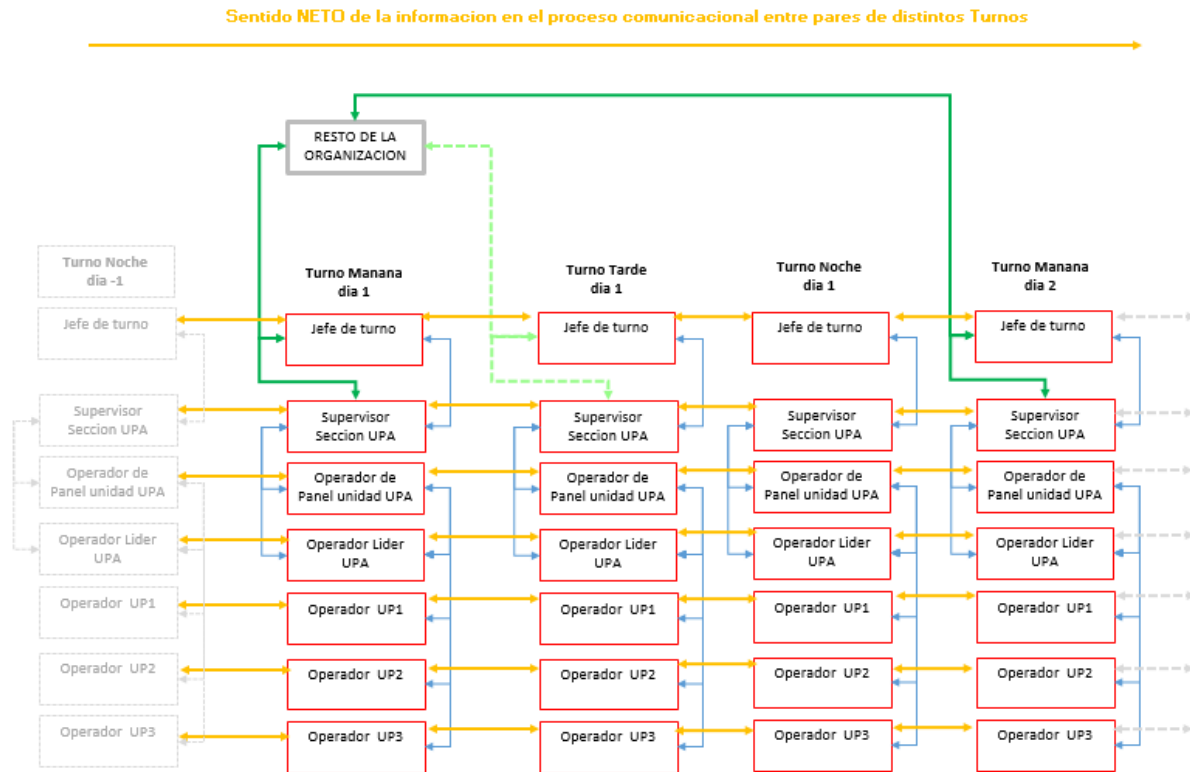 Sentido NETO de la informacion en el proceso comunicacional entre pares de distintos Turnos
RESTO DE LA
ORGANIZACION
Turno Noche
dia -1
Turno Manana
dia 1
Turno Tarde
dia 1
Turno Noche
dia 1
Turno Manana
dia 2
Jefe de turno
Jefe de turno
Jefe de turno
Jefe de turno
Jefe de turno
Supervisor
Seccion UPA
Supervisor
Seccion UPA
Supervisor
Seccion UPA
Supervisor
Seccion UPA
Supervisor
Seccion UPA
Operador de
Panel unidad UPA
Operador de
Panel unidad UPA
Operador de
Panel unidad UPA
Operador de
Panel unidad UPA
Operador de
Panel unidad UPA
Operador Lider
UPA
Operador Lider
UPA
Operador Lider
UPA
Operador Lider
UPA
Operador Lider
UPA
Operador UP1
Operador UP1
Operador UP1
Operador UP1
Operador UP1
Operador UP2
Operador UP2
Operador UP2
Operador UP2
Operador UP2
Operador UP3
Operador UP3
Operador UP3
Operador UP3
Operador UP3